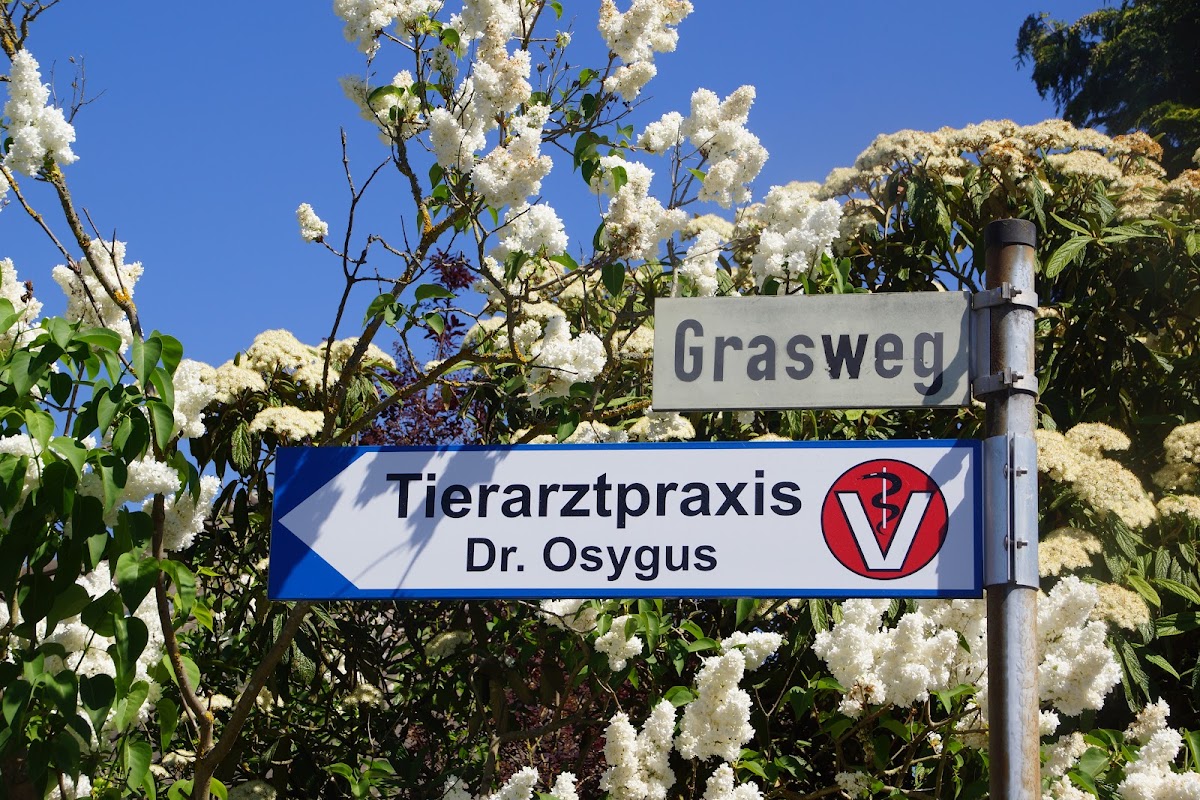 Grasweg
Tierarztpraxis
Dr. Osygus
V